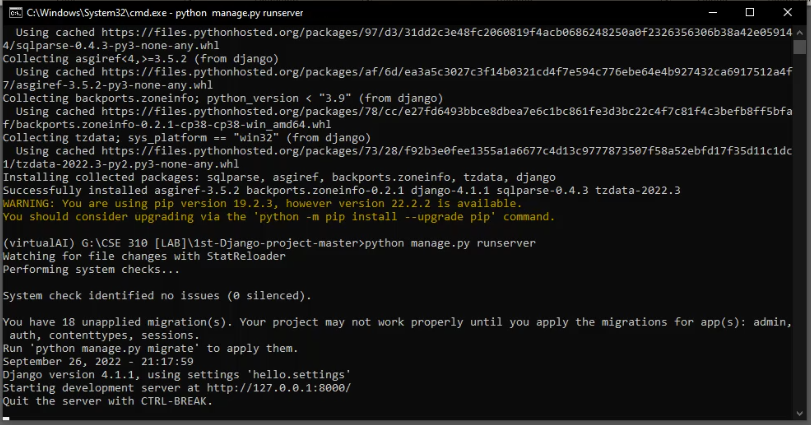 C:\Windows\System32\cmd.exe - python manage.py runserver
Using cached https://files.pythonhosted.org/packages/97/d3/31dd2c3e48fc2060819f4acb0686248250a0f2326356306b38a42e05914
4/sqlparse-0.4.3-py3-none-any.whl
Collecting asgiref<4,>=3.5.2 (from django)
Using cached https://files.pythonhosted.org/packages/af/6d/ea3a5c3027c3f14b0321cd4f7e594c776ebe64e4b927432ca6917512a4f
7/asgiref-3.5.2-py3-none-any.whl
Collecting backports.zoneinfo; python_version < "3.9" (from django)
Using cached https://files.pythonhosted.org/packages/78/cc/e27fd6493bbce8dbea7e6c1bc861fe3d3bc22c4f7c81f4c3befb8ff5bfa
f/backports.zoneinfo-0.2.1-cp38-cp38-win_amd64.whl
Collecting tzdata; sys_platform == "win32" (from django)
Using cached https://files.pythonhosted.org/packages/73/28/f92b3e0fee1355a1a6677c4d13c9777873507f58a52ebfd17f35d11c1dc
1/tzdata-2022.3-py2.py3-none-any.whl
Installing collected packages: sqlparse, asgiref, backports.zoneinfo, tzdata, django
Successfully installed asgiref-3.5.2 backports.zoneinfo-0.2.1 django-4.1.1 sqlparse-0.4.3 tzdata-2022.3
WARNING: You are using pip version 19.2.3, however version 22.2.2 is available.
You should consider upgrading via the 'python -m pip install --upgrade pip' command.
(virtualAI) G:\CSE 310 [LAB]\1st-Django-project-master>python manage.py runserver
Watching for file changes with StatReloader
Performing system checks...
System check identified no issues (0 silenced).
You have 18 unapplied migration(s). Your project may not work properly until you apply the migrations for app(s): admin,
auth, contenttypes, sessions.
Run 'python manage.py migrate' to apply them.
September 26, 2022 - 21:17:59
Django version 4.1.1, using settings 'hello.settings'
Starting development server at http://127.0.0.1:8000/
Quit the server with CTRL-BREAK.